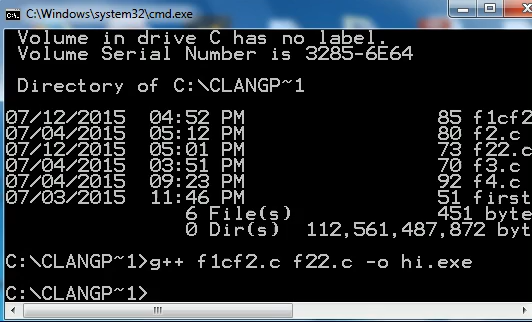 C:\Windows\system32\cmd.exe
Volume in drive C has no label.
Volume Serial Number is 3285-6E64
Directory of C:\CLANGP~1
07/12/2015 04:52 PM 85 f1cf2
07/04/2015 05:12 PM 80 f2.c
07/12/2015 05:01 PM 73 f22.c
07/04/2015 03:51 PM 70 f3.c
07/04/2015 09:23 PM 92 f4.c
07/03/2015 11:46 PM 51 first
6 File(s) 451 byte
0 Dir(s) 112,561,487,872 byt
C:\CLANGP~1>g++ f1cf2.c f22.c -o hi.exe
C:\CLANGP~1>